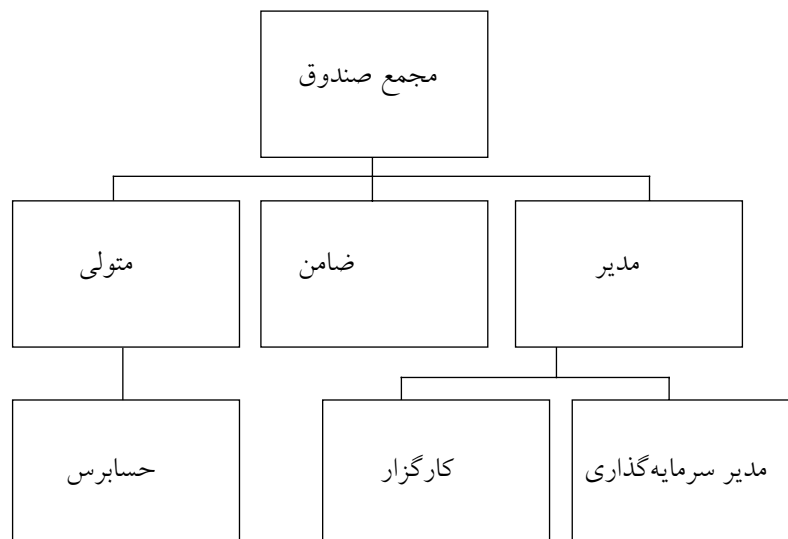 مجمع صندوق
مدیر
ضامن
متولی
مدیر سرمایه‌گذاری
کارگزار
حسابرس